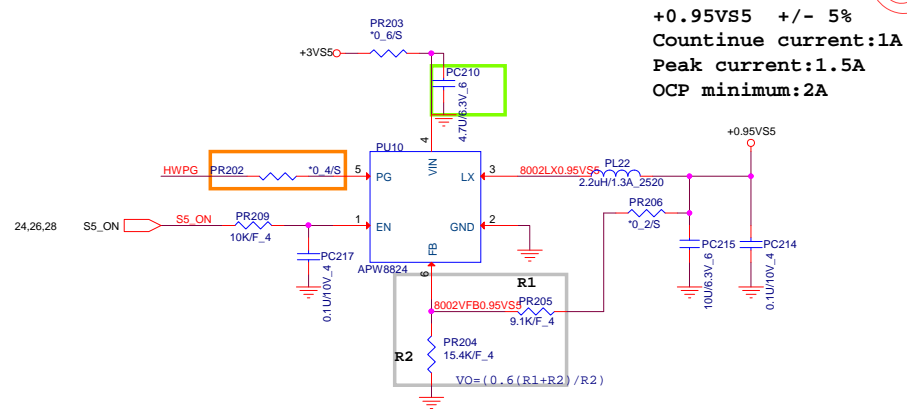 +0.95VS5 +/- 5%
Countinue current:1A
Peak current:1.5A
OCP minimum:2A
PR203
*0_6/S
+3VS5
PC210
4.7U/6.3V_6
4
PU10
VIN
+0.95VS5
HWPG
PR202
*0_4/S
5
PG
LX
3
8002LX0.95VS5
PL22
2.2uH/1.3A_2520
PR206
*0_2/S
24,26,28
S5_ON
S5_ON
PR209
10K/F_4
1
EN
GND
2
FB
PC217
0.1U/10V_4
APW8824
6
PC215
10U/6.3V_6
PC214
0.1U/10V_4
R1
8002VFB0.95VS5
PR205
9.1K/F_4
R2
PR204
15.4K/F_4
VO=(0.6(R1+R2)/R2)